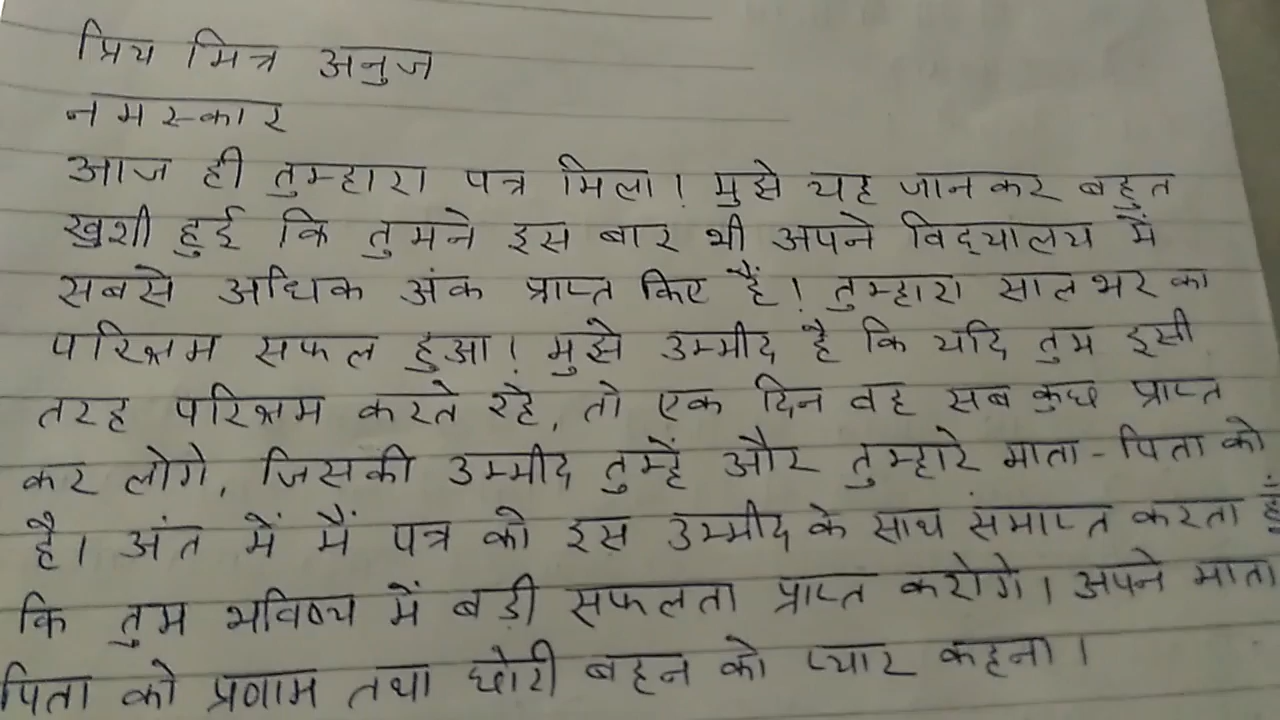 प्रिय मित्र अनुज
नमस्कार
आज ही तुम्हारा पत्र मिला। मुझे यह जानकर बहुत
खुशी हुई कि तुमने इस बार भी अपने विद्यालय में
सबसे अधिक अंक प्राप्त किए हैं। तुम्हारा सालभर का
परिश्रम सफल हुआ। मुझे उम्मीद है कि यदि तुम इसी
तरह परिश्रम करते रहे, तो एक दिन वह सब कुछ प्राप्त
कर लोगे, जिसकी उम्मीद तुम्हें और तुम्हारे माता-पिता को
है। अंत में मैं पत्र को इस उम्मीद के साथ संमाप्त करता हूँ
कि तुम भविष्य में बड़ी सफलता प्राप्त करोगे। अपने माता
पिता को प्रणाम तथा छोटी बहन को प्यार कहना।